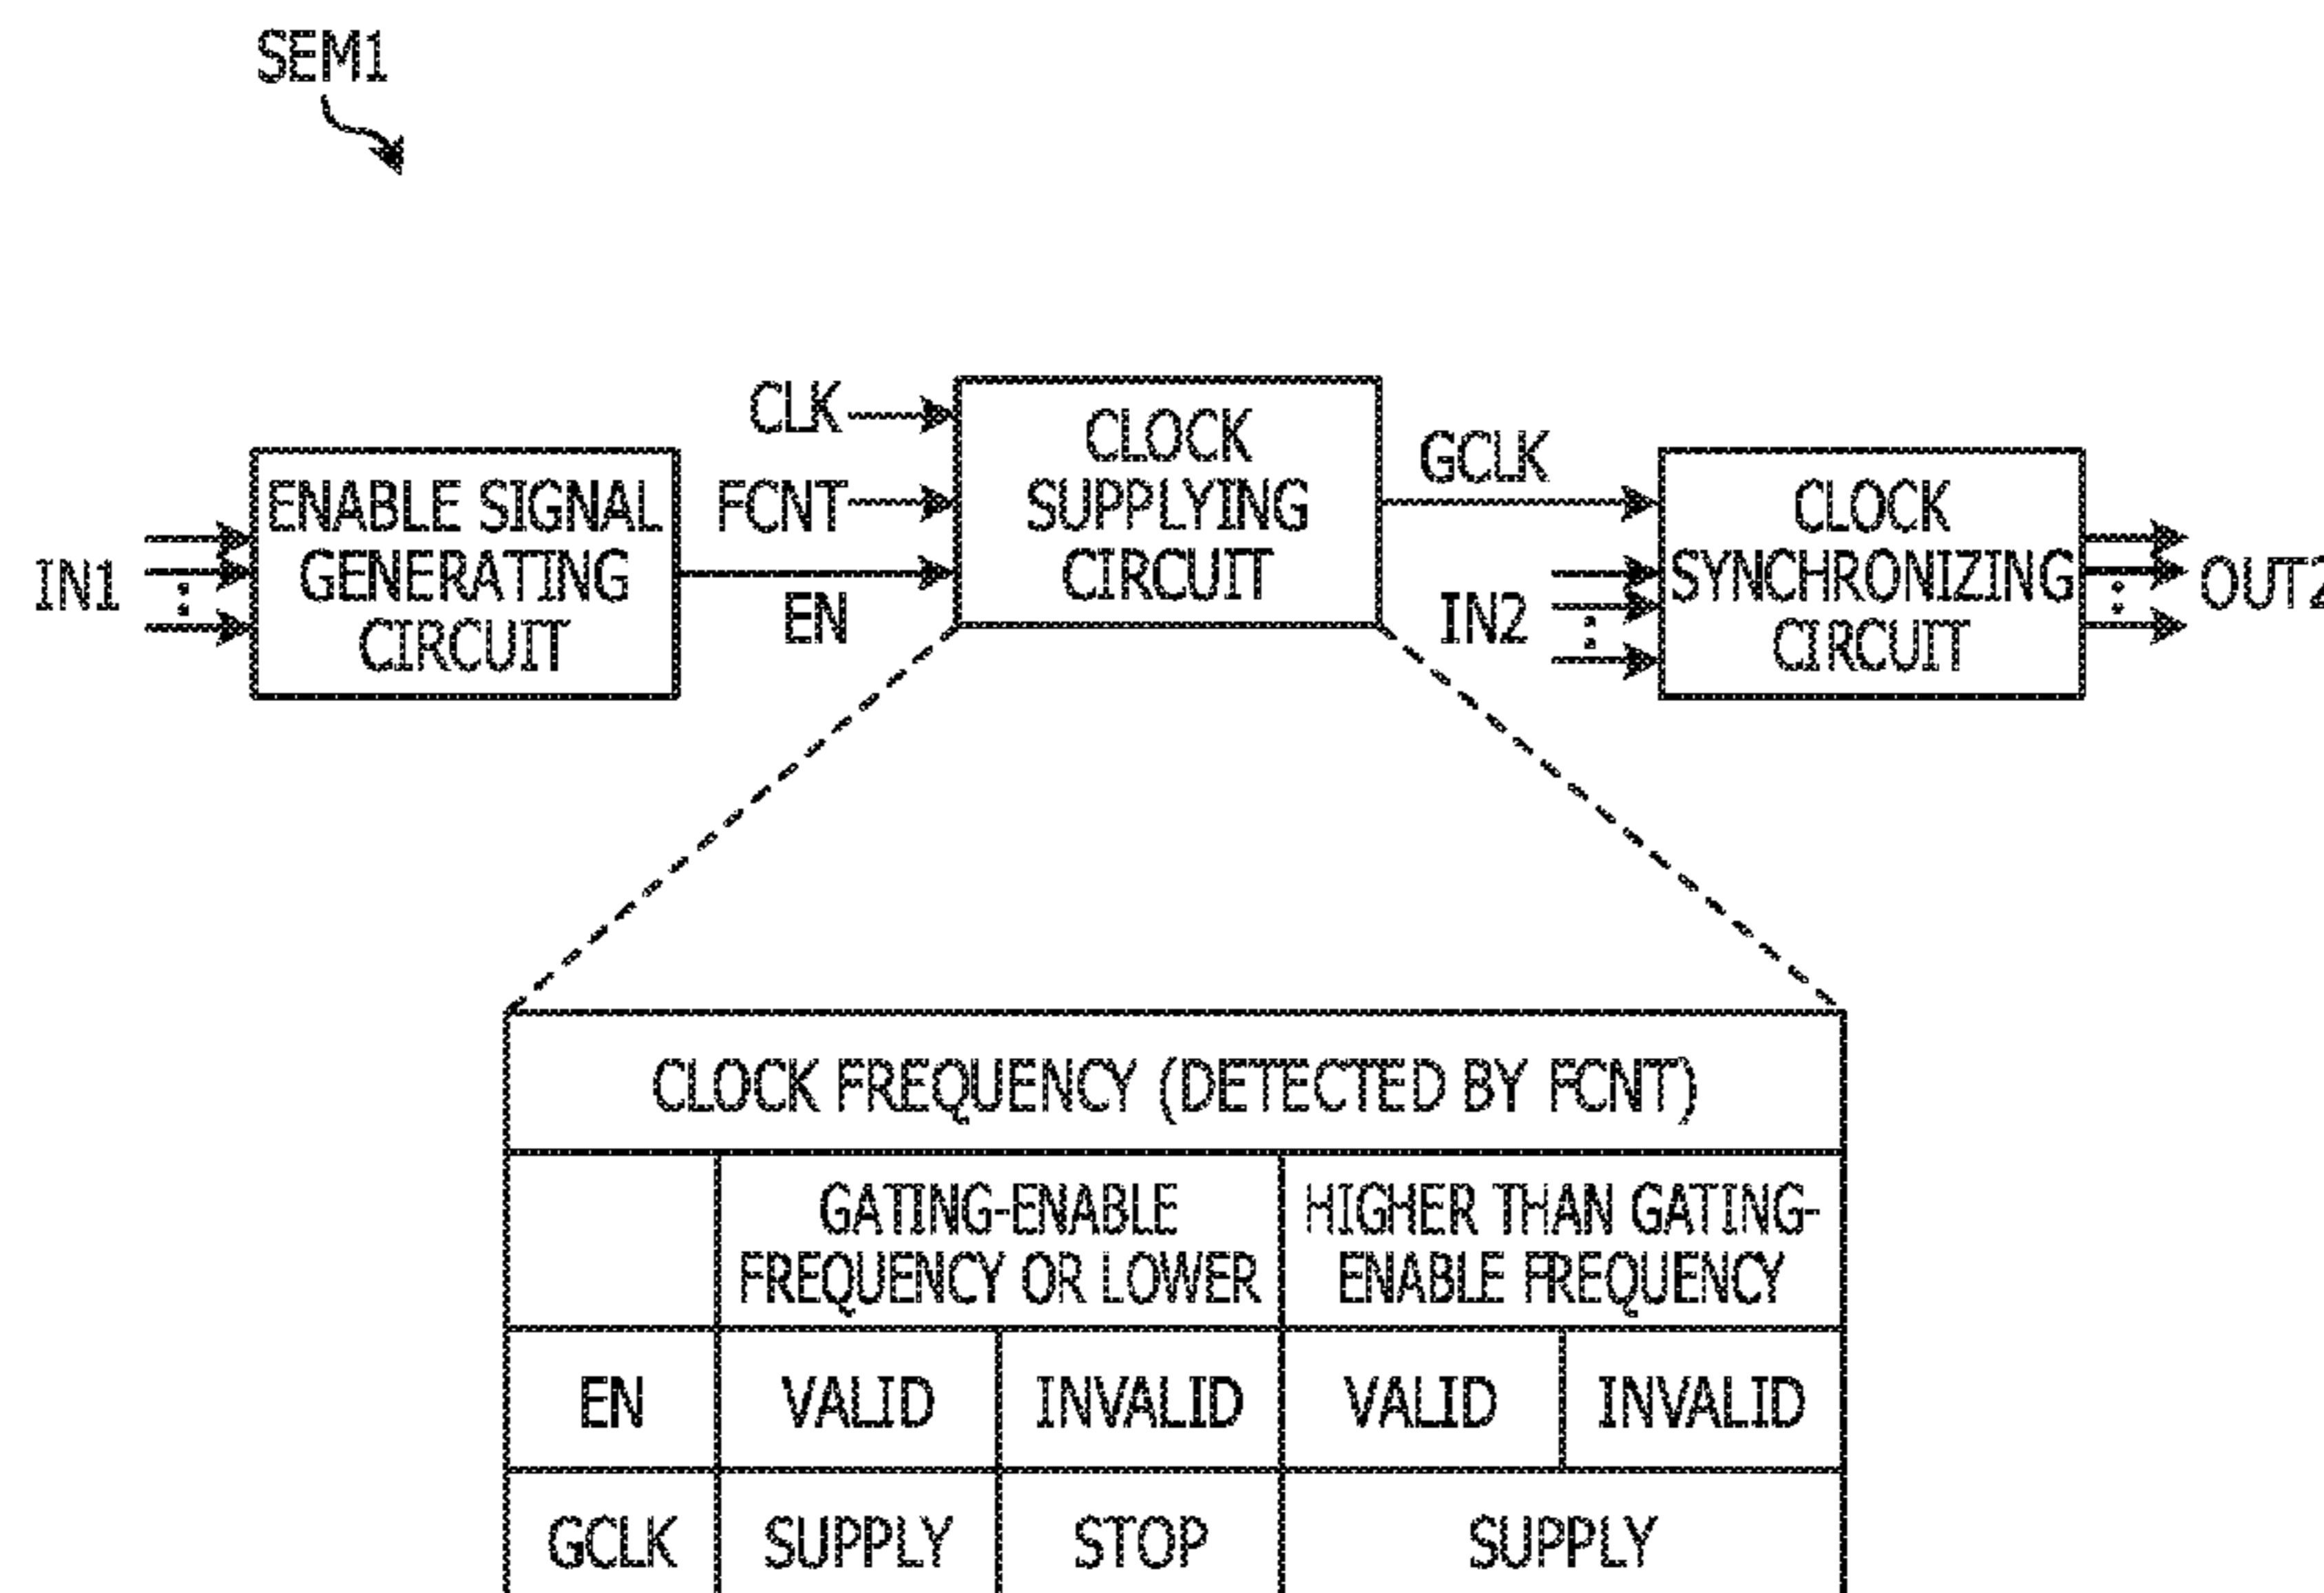 SEM1
CLK
CLOCK
SUPPLYING
CIRCUIT
GCLK
ENABLE SIGNAL
GENERATING
CIRCUIT
FCNT
CLOCK
SYNCHRONIZING
CIRCUIT
IN1
EN
IN2
OUT2
CLOCK FREQUENCY (DETECTED BY FCNT)
GATING-ENABLE
FREQUENCY OR LOWER
HIGHER THAN GATING-
ENABLE FREQUENCY
EN
VALID
INVALID
VALID
INVALID
GCLK
SUPPLY
STOP
SUPPLY